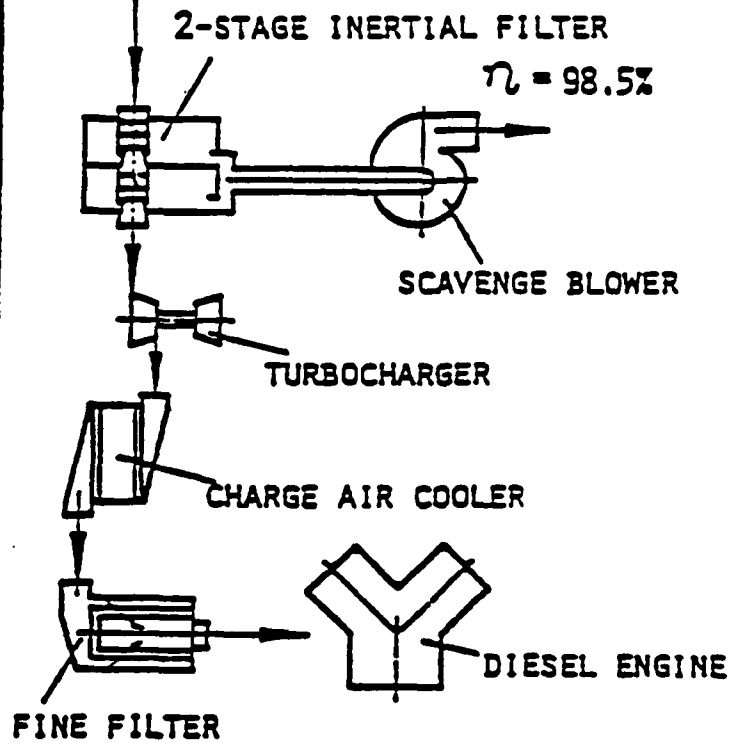 2-STAGE INERTIAL FILTER
η = 98.5%
SCAVENGE BLOWER
TURBOCHARGER
CHARGE AIR COOLER
DIESEL ENGINE
FINE FILTER